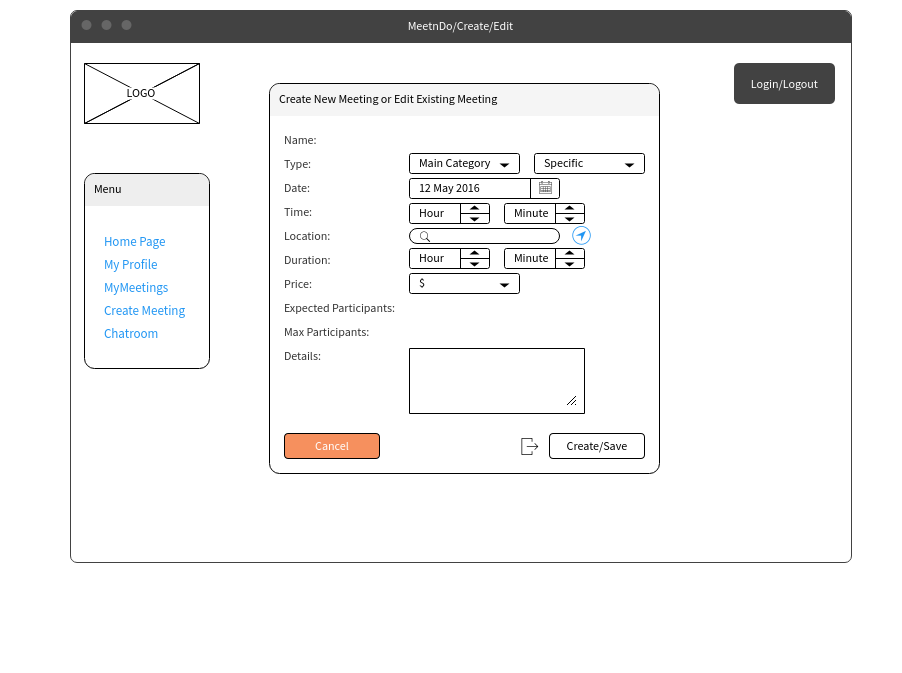 MeetnDo/Create/Edit
LOGO
Login/Logout
Menu
Home Page
My Profile
MyMeetings
Create Meeting
Chatroom
Create New Meeting or Edit Existing Meeting
Name:
Type: Main Category Specific
Date: 12 May 2016
Time: Hour Minute
Location:
Duration: Hour Minute
Price: $
Expected Participants:
Max Participants:
Details:
Cancel Create/Save